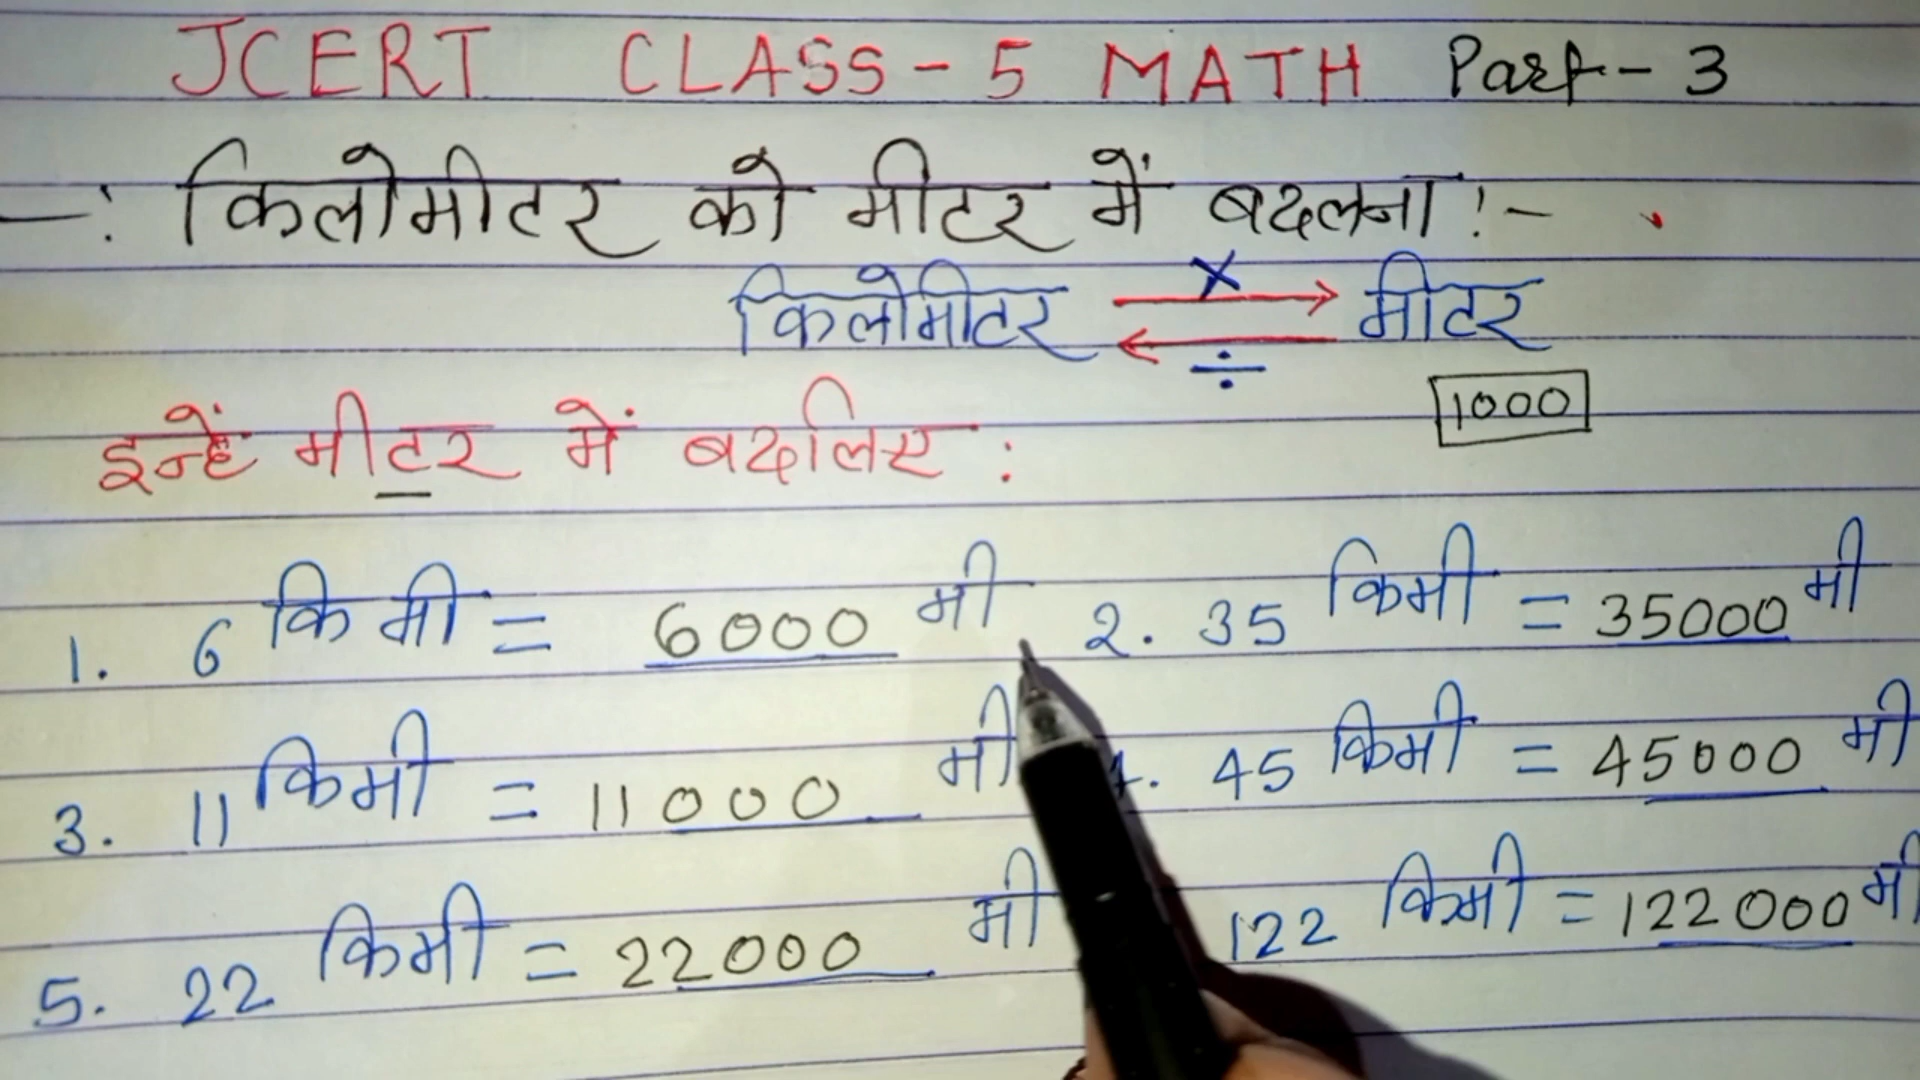 JCERT CLASS - 5 MATH Part - 3
-: किलोमीटर को मीटर में बदलना :-
किलोमीटर × मीटर
÷
1000
इन्हें मीटर में बदलिए :
1. 6 कि मी = 6000 मी 2. 35 किमी = 35000 मी
3. 11 किमी = 11000 मी 4. 45 किमी = 45000 मी
5. 22 किमी = 22000 मी 122 किमी = 122000 मी